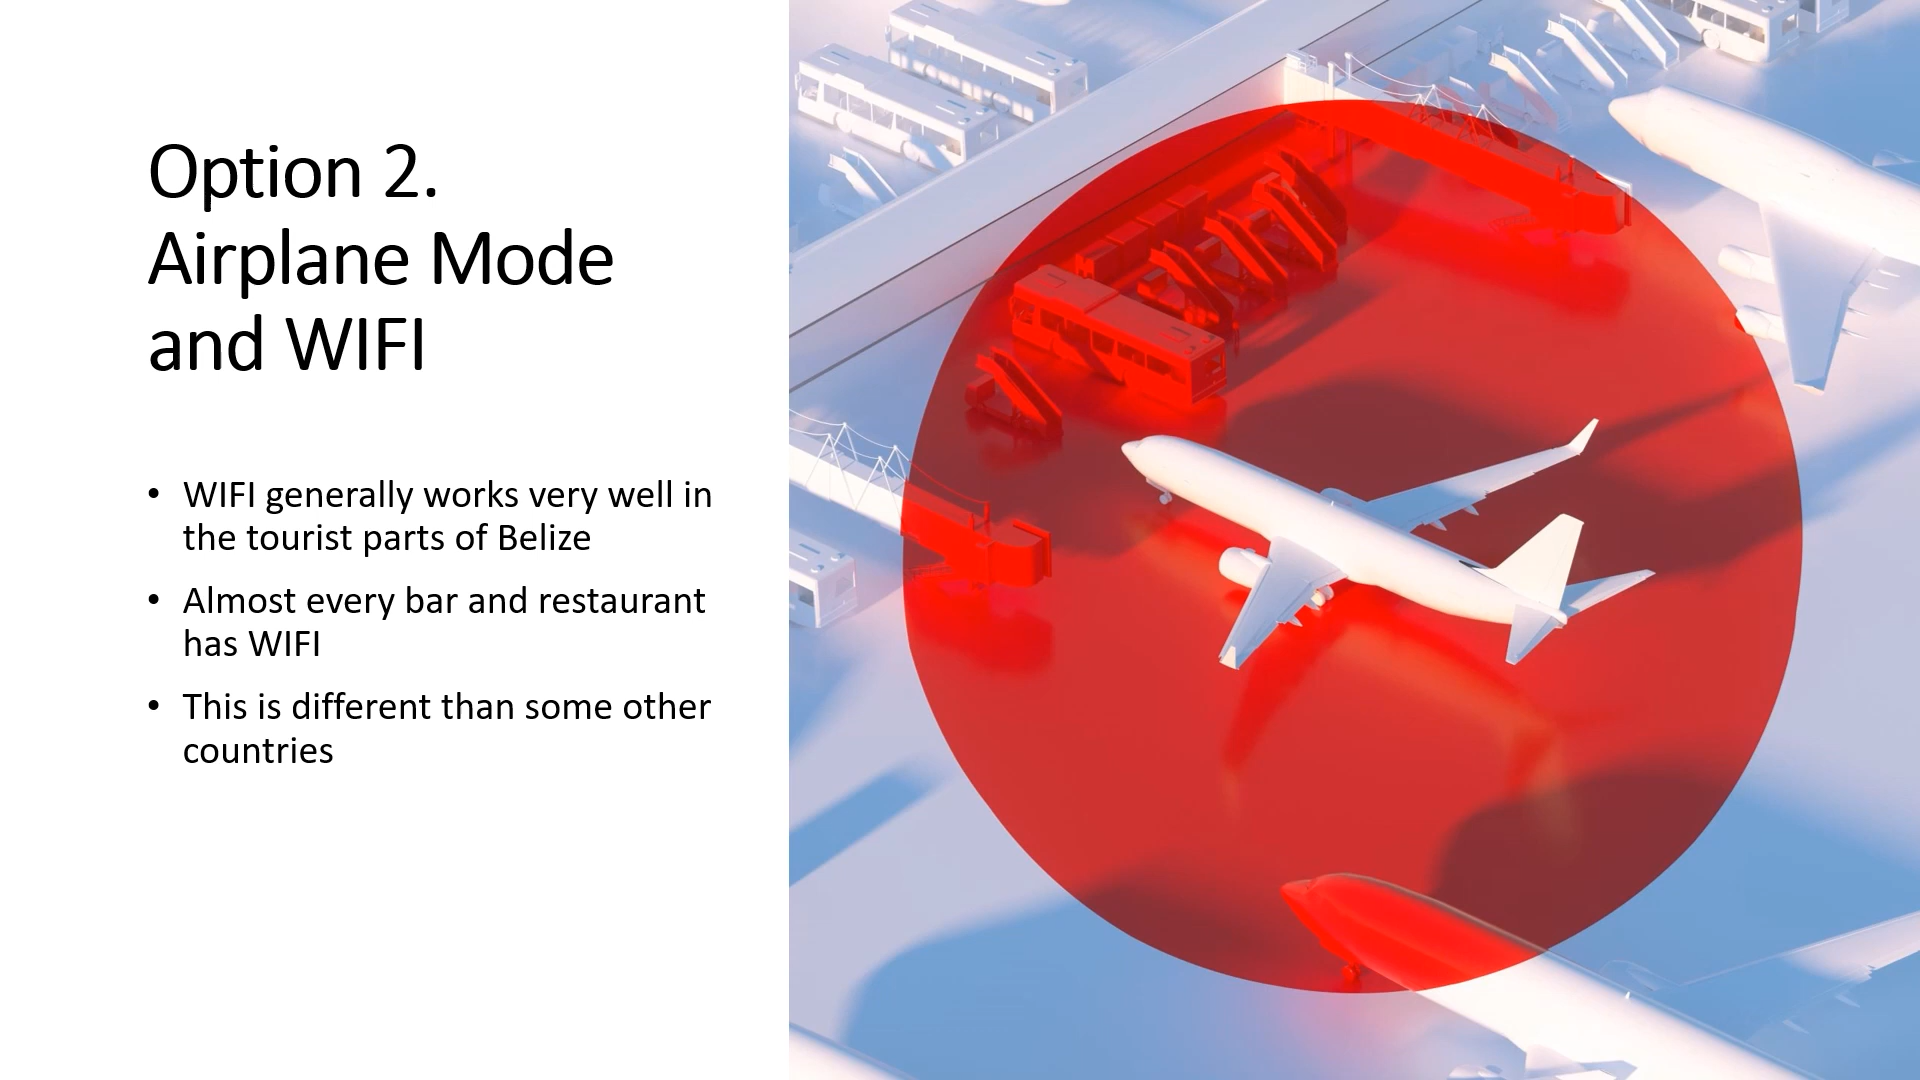 Option 2.
Airplane Mode
and WIFI
• WIFI generally works very well in
the tourist parts of Belize
• Almost every bar and restaurant
has WIFI
• This is different than some other
countries